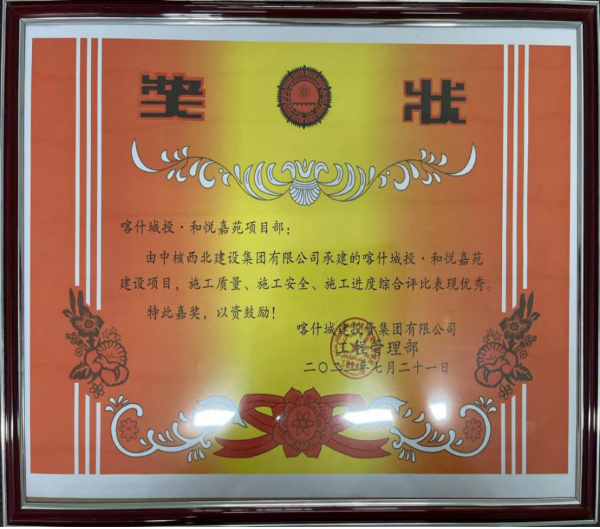 奖 状
喀什城投·和悦嘉苑项目部：
由中核西北建设集团有限公司承建的喀什城投·和悦嘉苑
建设项目，施工质量、施工安全、施工进度综合评比表现优秀。
特此嘉奖，以资鼓励！
喀什城建投资集团有限公司
工程管理部
二〇二 年七月二十一日